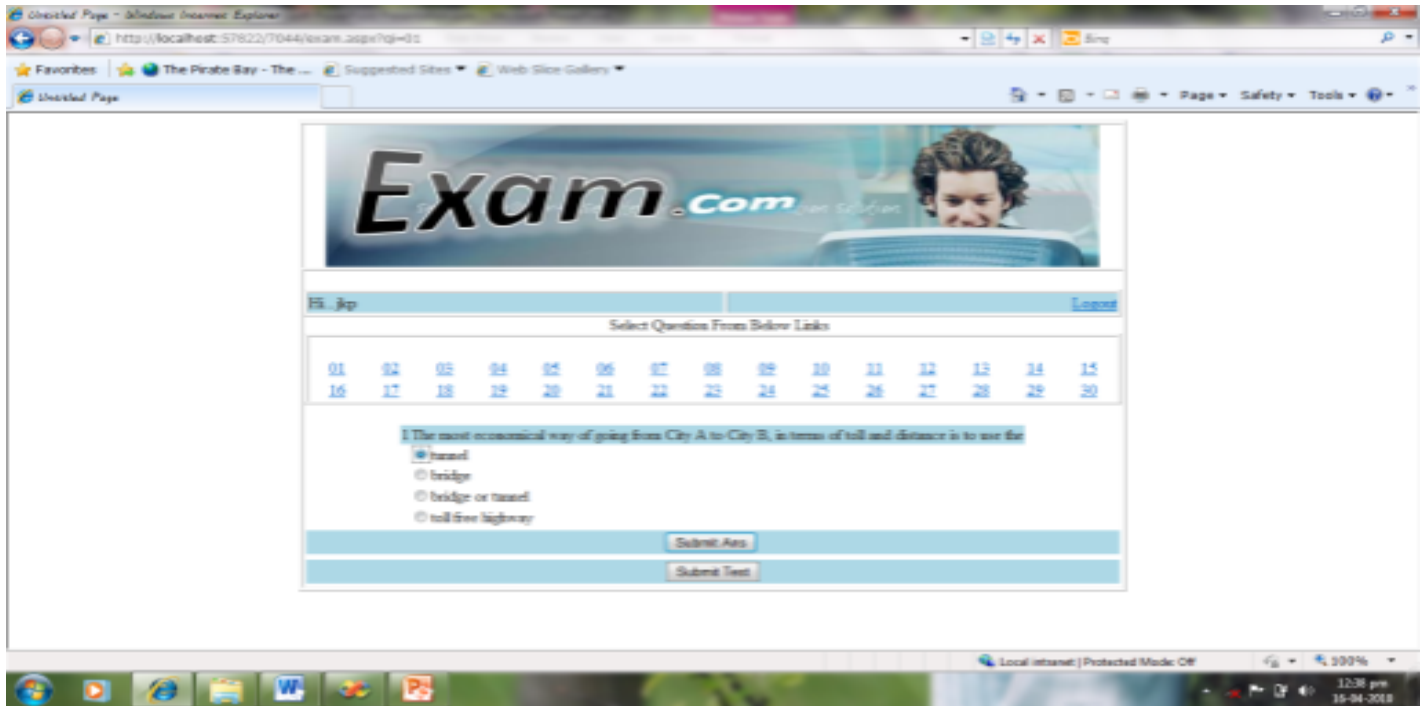 Untitled Page - Windows Internet Explorer
http://localhost:57822/7044/exam.aspx?qi=01
Bing
Favorites The Pirate Bay - The ... Suggested Sites Web Slice Gallery
Untitled Page
Page Safety Tools
Exam.com
Hi.. jkp
Logout
Select Question From Below Links
01 02 03 04 05 06 07 08 09 10 11 12 13 14 15
16 17 18 19 20 21 22 23 24 25 26 27 28 29 30
1 The most economical way of going from City A to City B, in terms of toll and distance is to use the
tunnel
bridge
bridge or tunnel
toll free highway
Submit Ans
Submit Test
Local intranet | Protected Mode: Off
100%
12:38 pm
16-04-2018